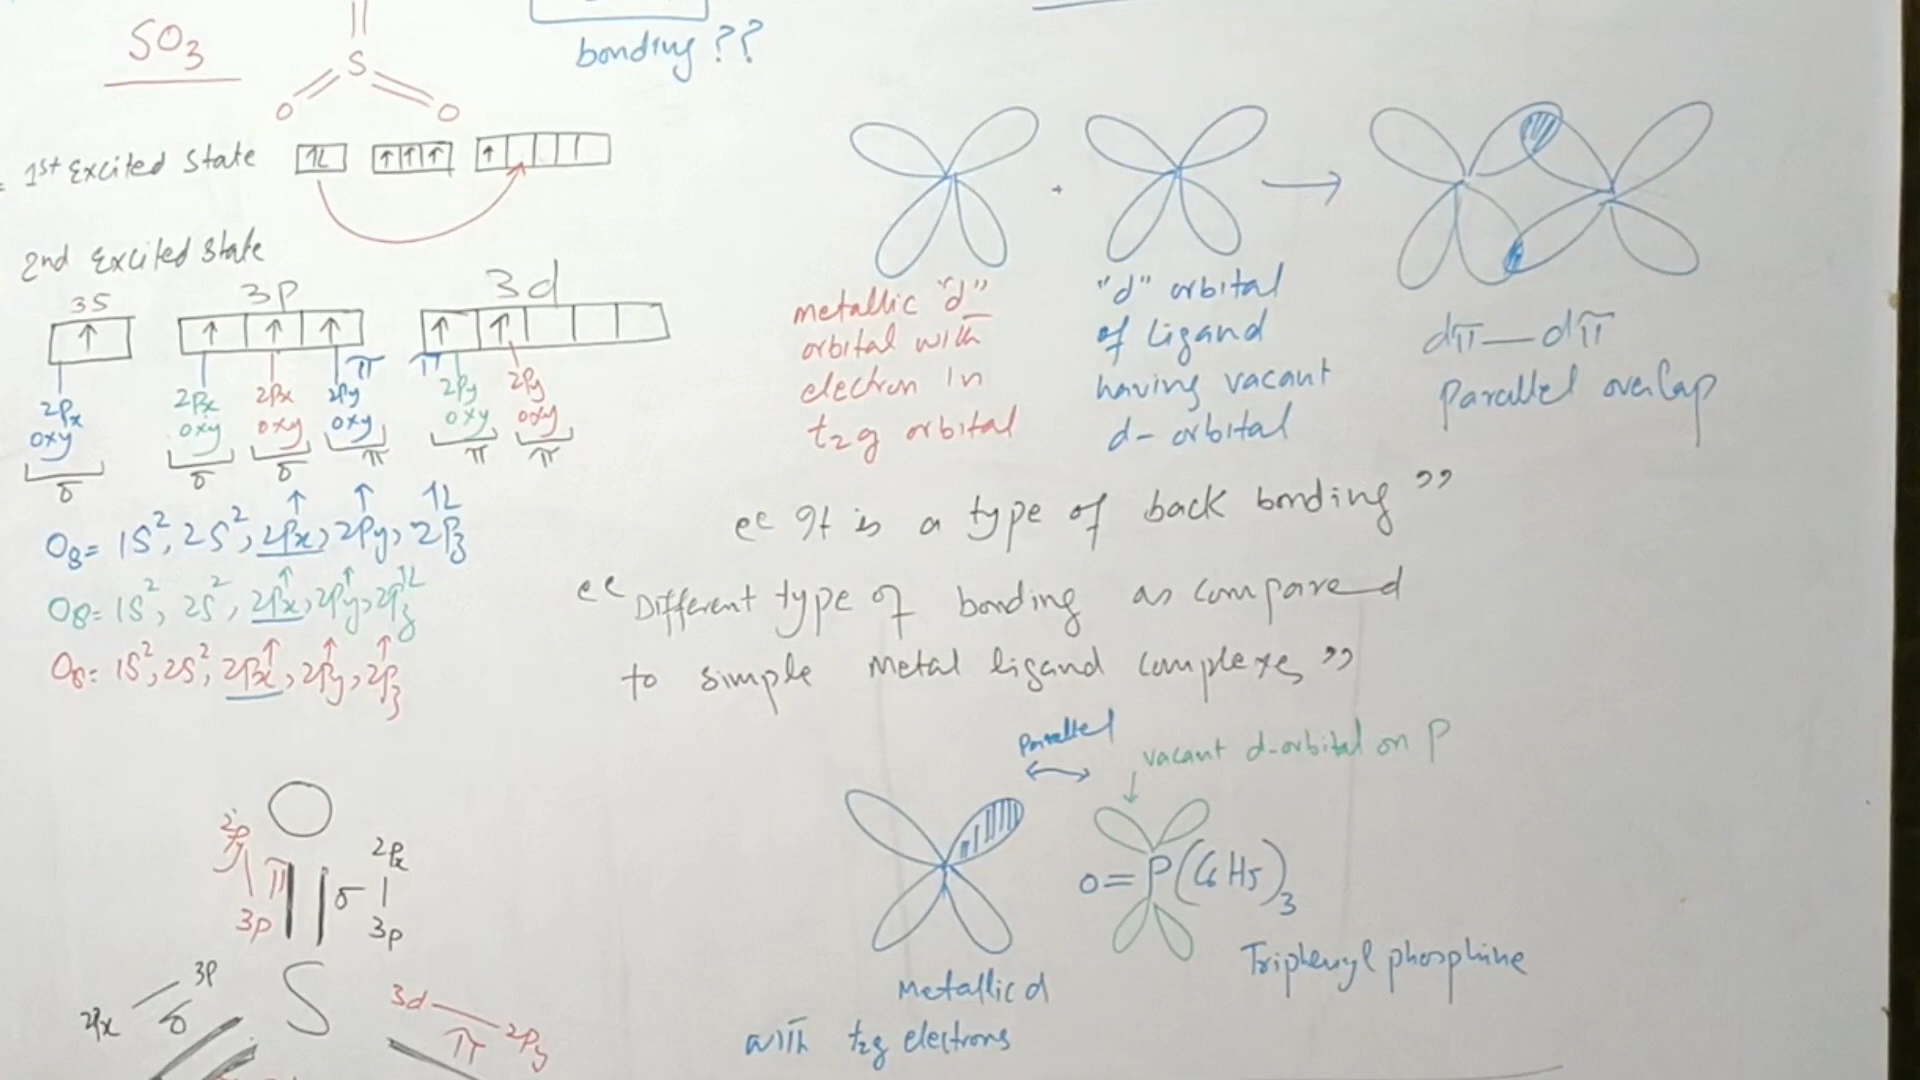 SO3
S
O
O
1st Excited State
2nd Excited State
3S
3p
3d
π
π
2Px
oxy
2Px
oxy
2Px
oxy
2Py
oxy
2Py
oxy
2Py
oxy
σ
σ
σ
π
π
π
O8= 1S², 2S², 2Px, 2Py, 2Pz
O8= 1S², 2S², 2Px, 2Py, 2Pz
O8= 1S², 2S², 2Px, 2Py, 2Pz
2Py
π
3p
σ
2Px
3p
3p
2Px
σ
S
3d
π
2Py
bonding ??
+
metallic "d"
orbital with
electron in
t2g orbital
"d" orbital
of ligand
having vacant
d-orbital
dπ—dπ
parallel overlap
"It is a type of back bonding"
"Different type of bonding as compared
to simple metal ligand complexes"
parallel
vacant d-orbital on P
O=P(C6H5)3
Triphenyl phosphine
Metallic d
with t2g electrons